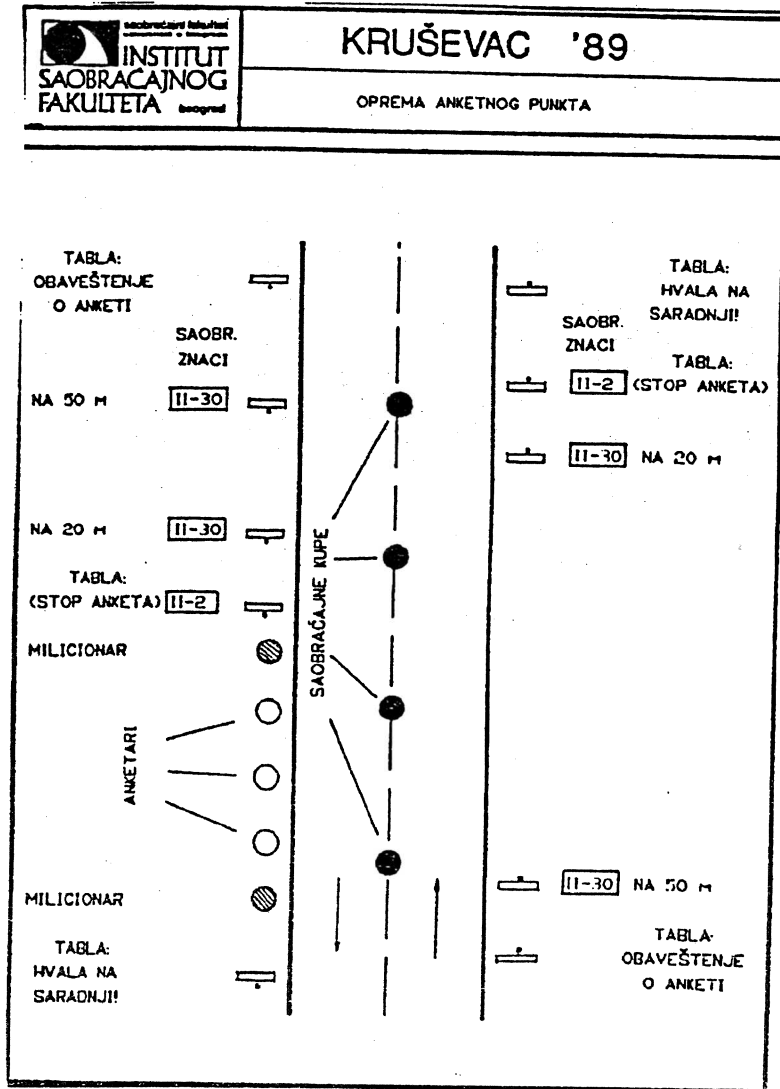 saobraćajni fakultet
INSTITUT
SAOBRAĆAJNOG
FAKULTETA beograd
KRUŠEVAC '89
OPREMA ANKETNOG PUNKTA
TABLA:
OBAVEŠTENJE
O ANKETI
SAOBR.
ZNACI
NA 50 M II-30
NA 20 M II-30
TABLA:
(STOP ANKETA) II-2
MILICIONAR
ANKETARI
MILICIONAR
TABLA:
HVALA NA
SARADNJI!
SAOBRAĆAJNE KUPE
TABLA:
HVALA NA
SARADNJI!
SAOBR.
ZNACI
TABLA:
II-2 (STOP ANKETA)
II-30 NA 20 M
II-30 NA 50 M
TABLA:
OBAVEŠTENJE
O ANKETI